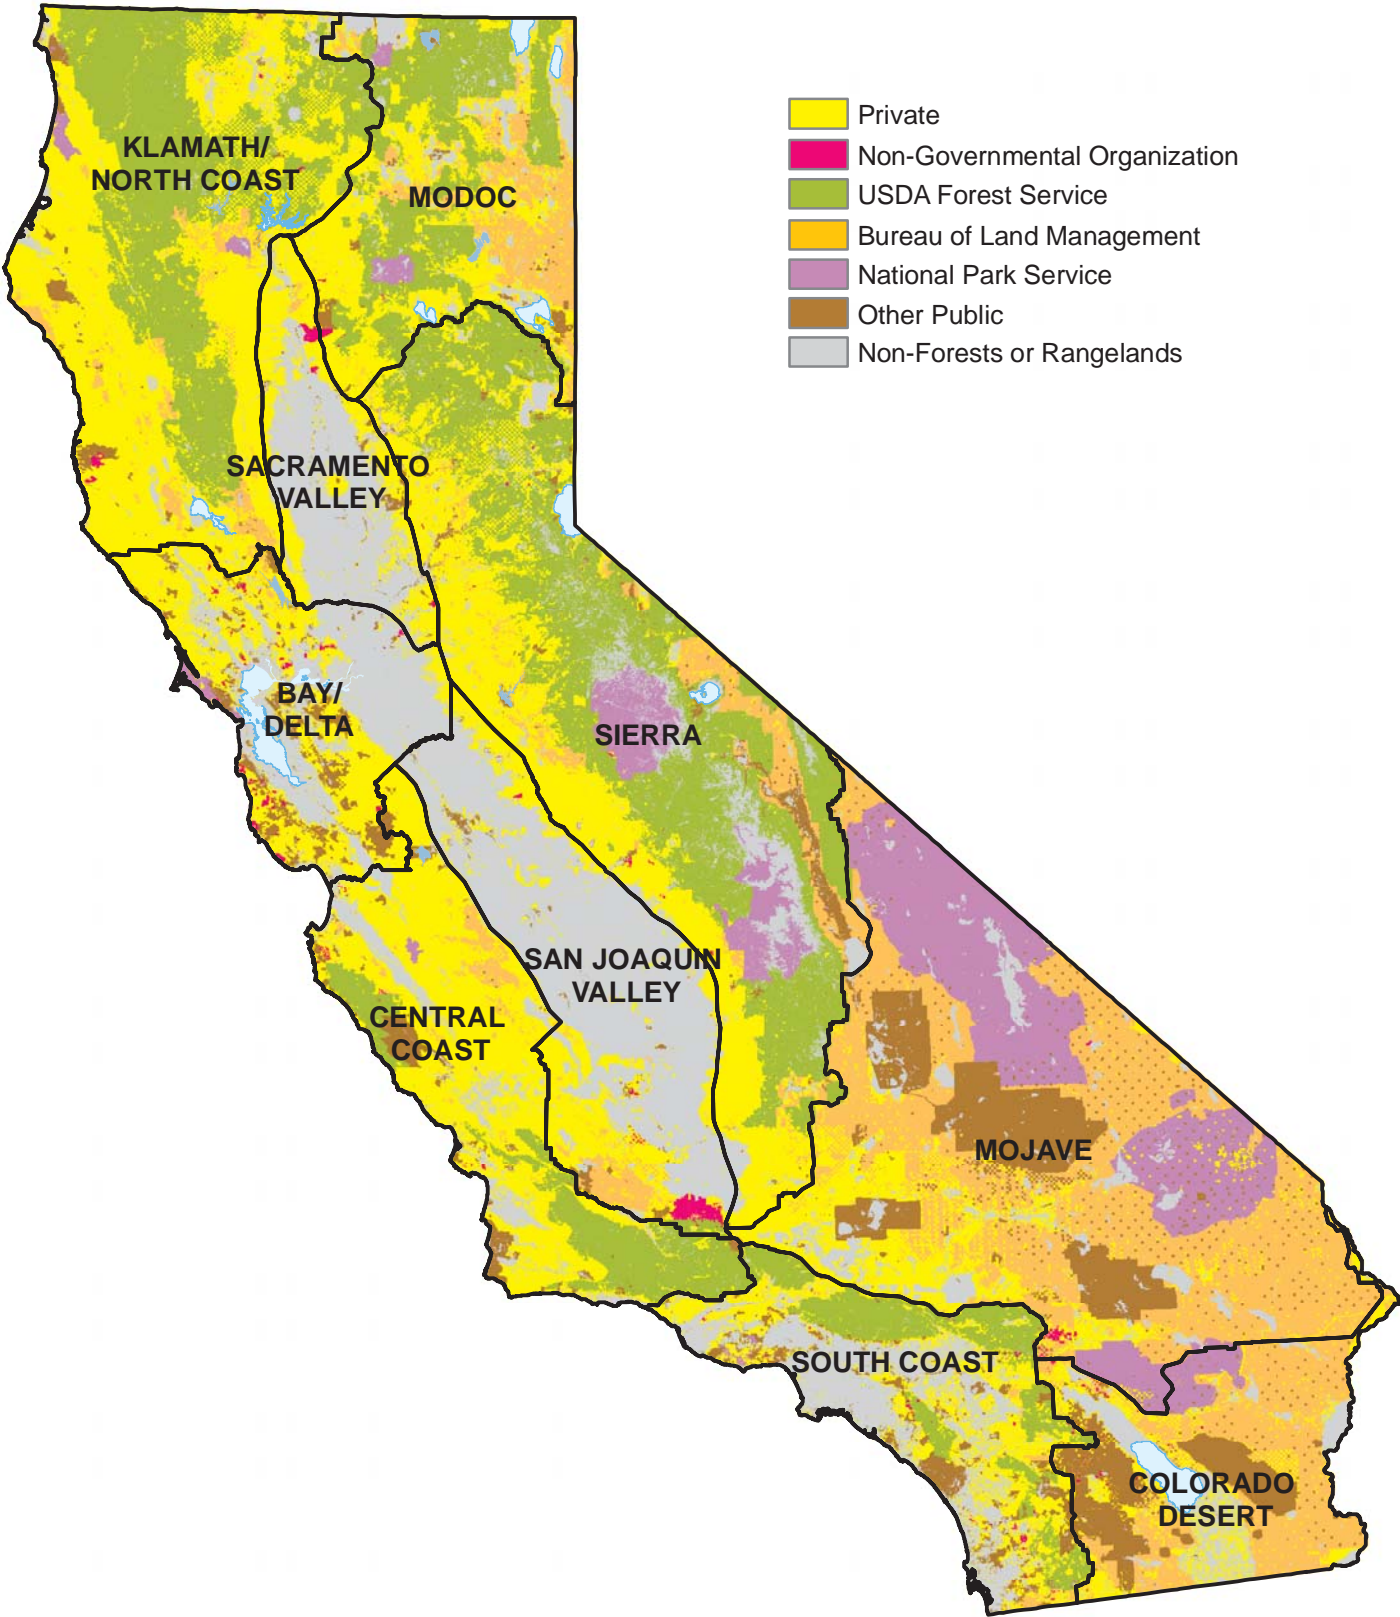 Private
Non-Governmental Organization
USDA Forest Service
Bureau of Land Management
National Park Service
Other Public
Non-Forests or Rangelands
KLAMATH/
NORTH COAST
MODOC
SACRAMENTO
VALLEY
BAY/
DELTA
SIERRA
SAN JOAQUIN
VALLEY
CENTRAL
COAST
MOJAVE
SOUTH COAST
COLORADO
DESERT